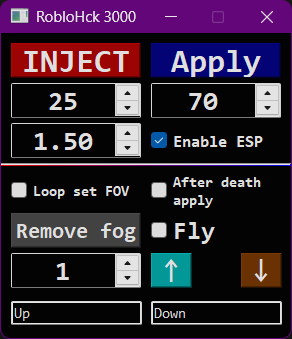 RobloHck 3000
INJECT Apply
25 70
1.50 Enable ESP
Loop set FOV After death
apply
Remove fog Fly
1 ↑ ↓
Up Down